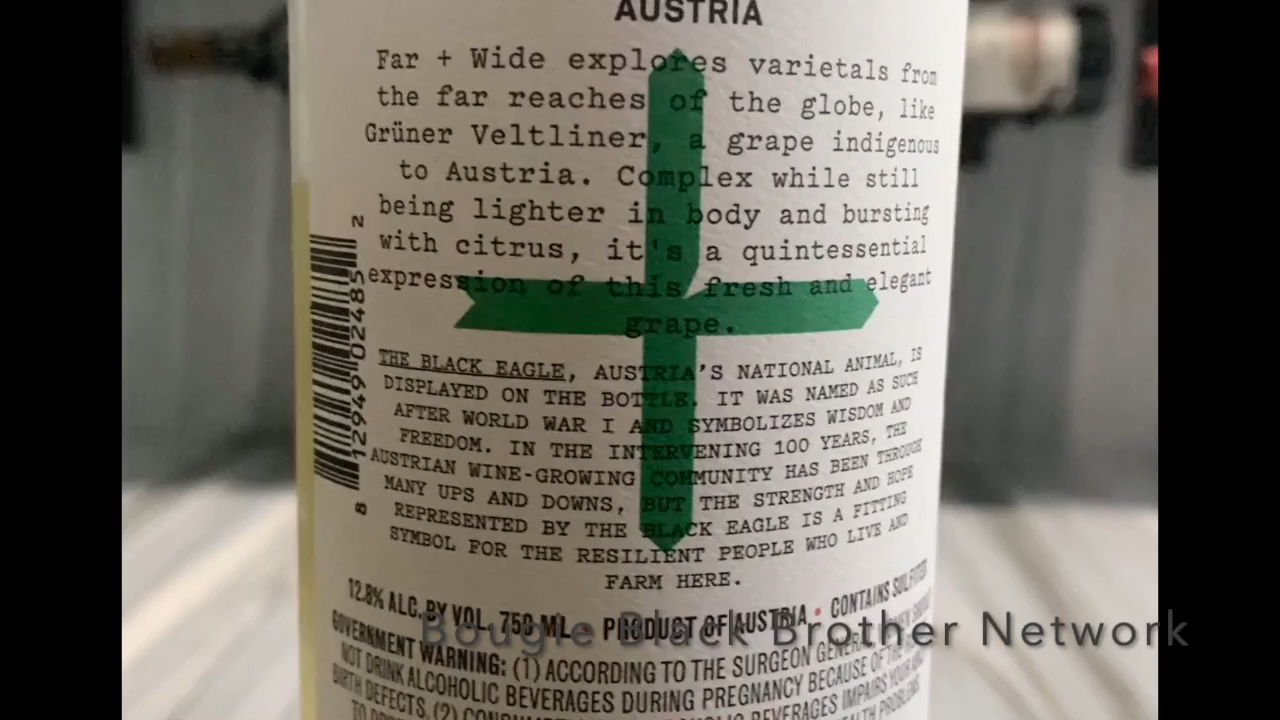 AUSTRIA
Far + Wide explores varietals from
the far reaches of the globe, like
Grüner Veltliner, a grape indigenous
to Austria. Complex while still
being lighter in body and bursting
with citrus, it's a quintessential
expression of this fresh and elegant
grape.
THE BLACK EAGLE, AUSTRIA'S NATIONAL ANIMAL, IS
DISPLAYED ON THE BOTTLE. IT WAS NAMED AS SUCH
AFTER WORLD WAR I AND SYMBOLIZES WISDOM AND
FREEDOM. IN THE INTERVENING 100 YEARS, THE
AUSTRIAN WINE-GROWING COMMUNITY HAS BEEN THROUGH
MANY UPS AND DOWNS, BUT THE STRENGTH AND HOPE
REPRESENTED BY THE BLACK EAGLE IS A FITTING
SYMBOL FOR THE RESILIENT PEOPLE WHO LIVE AND
FARM HERE.
12.8% ALC. BY VOL. 750 ML • PRODUCT OF AUSTRIA • CONTAINS SULFITES
GOVERNMENT WARNING: (1) ACCORDING TO THE SURGEON GENERAL, WOMEN SHOULD
NOT DRINK ALCOHOLIC BEVERAGES DURING PREGNANCY BECAUSE OF THE
BIRTH DEFECTS. (2) BEVERAGES IMPAIRS YOUR
8 12949 02485 2
Bougie Black Brother Network